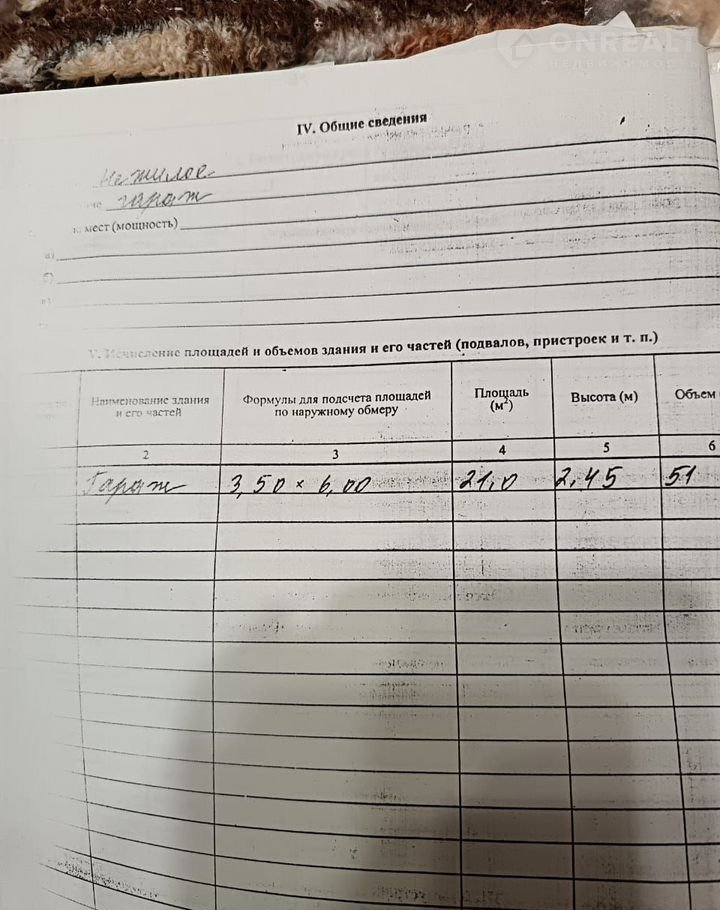 ONREALT
НЕДВИЖИМОСТЬ
IV. Общие сведения
Нежилое
гараж
мест (мощность)
а)
б)
V. Исчисление площадей и объемов здания и его частей (подвалов, пристроек и т. п.)
Наименование здания и его частей
Формулы для подсчета площадей по наружному обмеру
Площадь (м²)
Высота (м)
Объем
2 3 4 5 6
Гараж 3,50 × 6,00 21,0 2,45 51